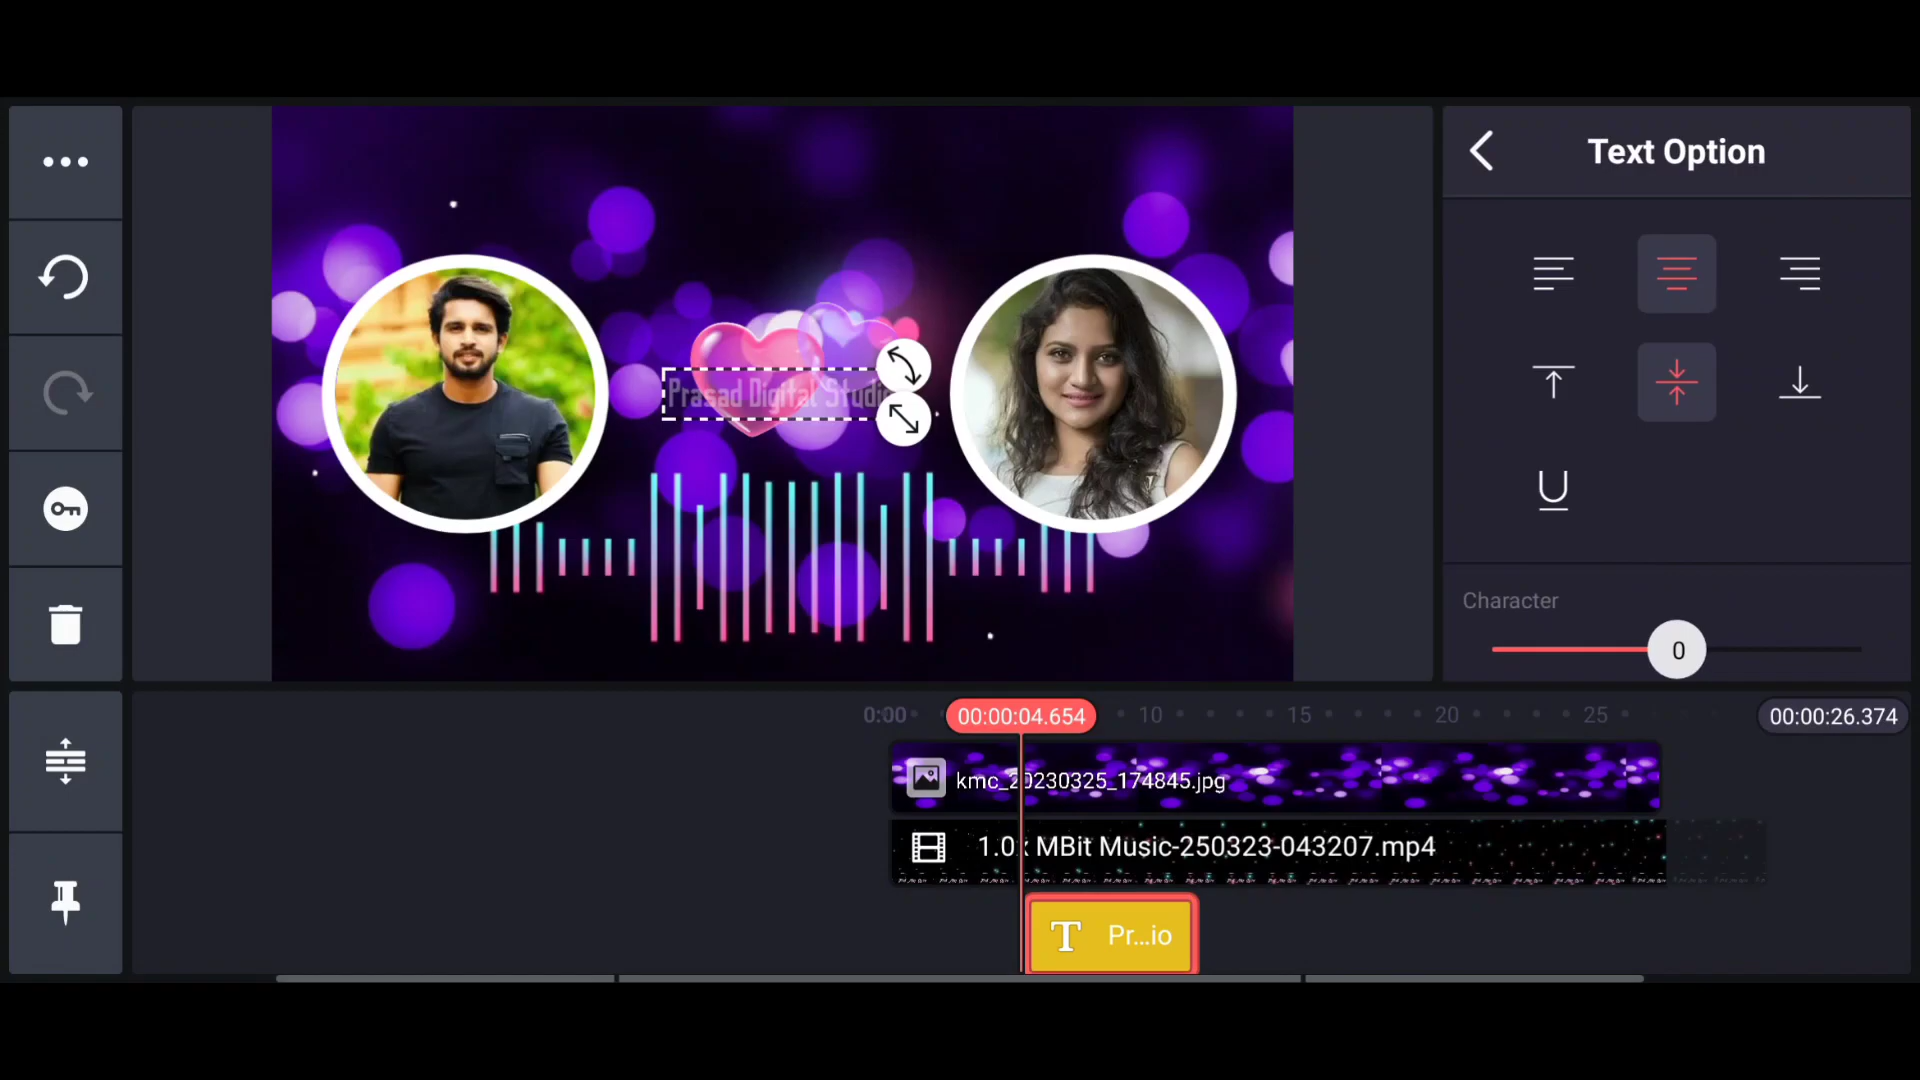 Text Option
Prasad Digital Studio
Character
0
0:00
00:00:04.654
10
15
20
25
00:00:26.374
kmc_20230325_174845.jpg
1.0x MBit Music-250323-043207.mp4
T Pr...io